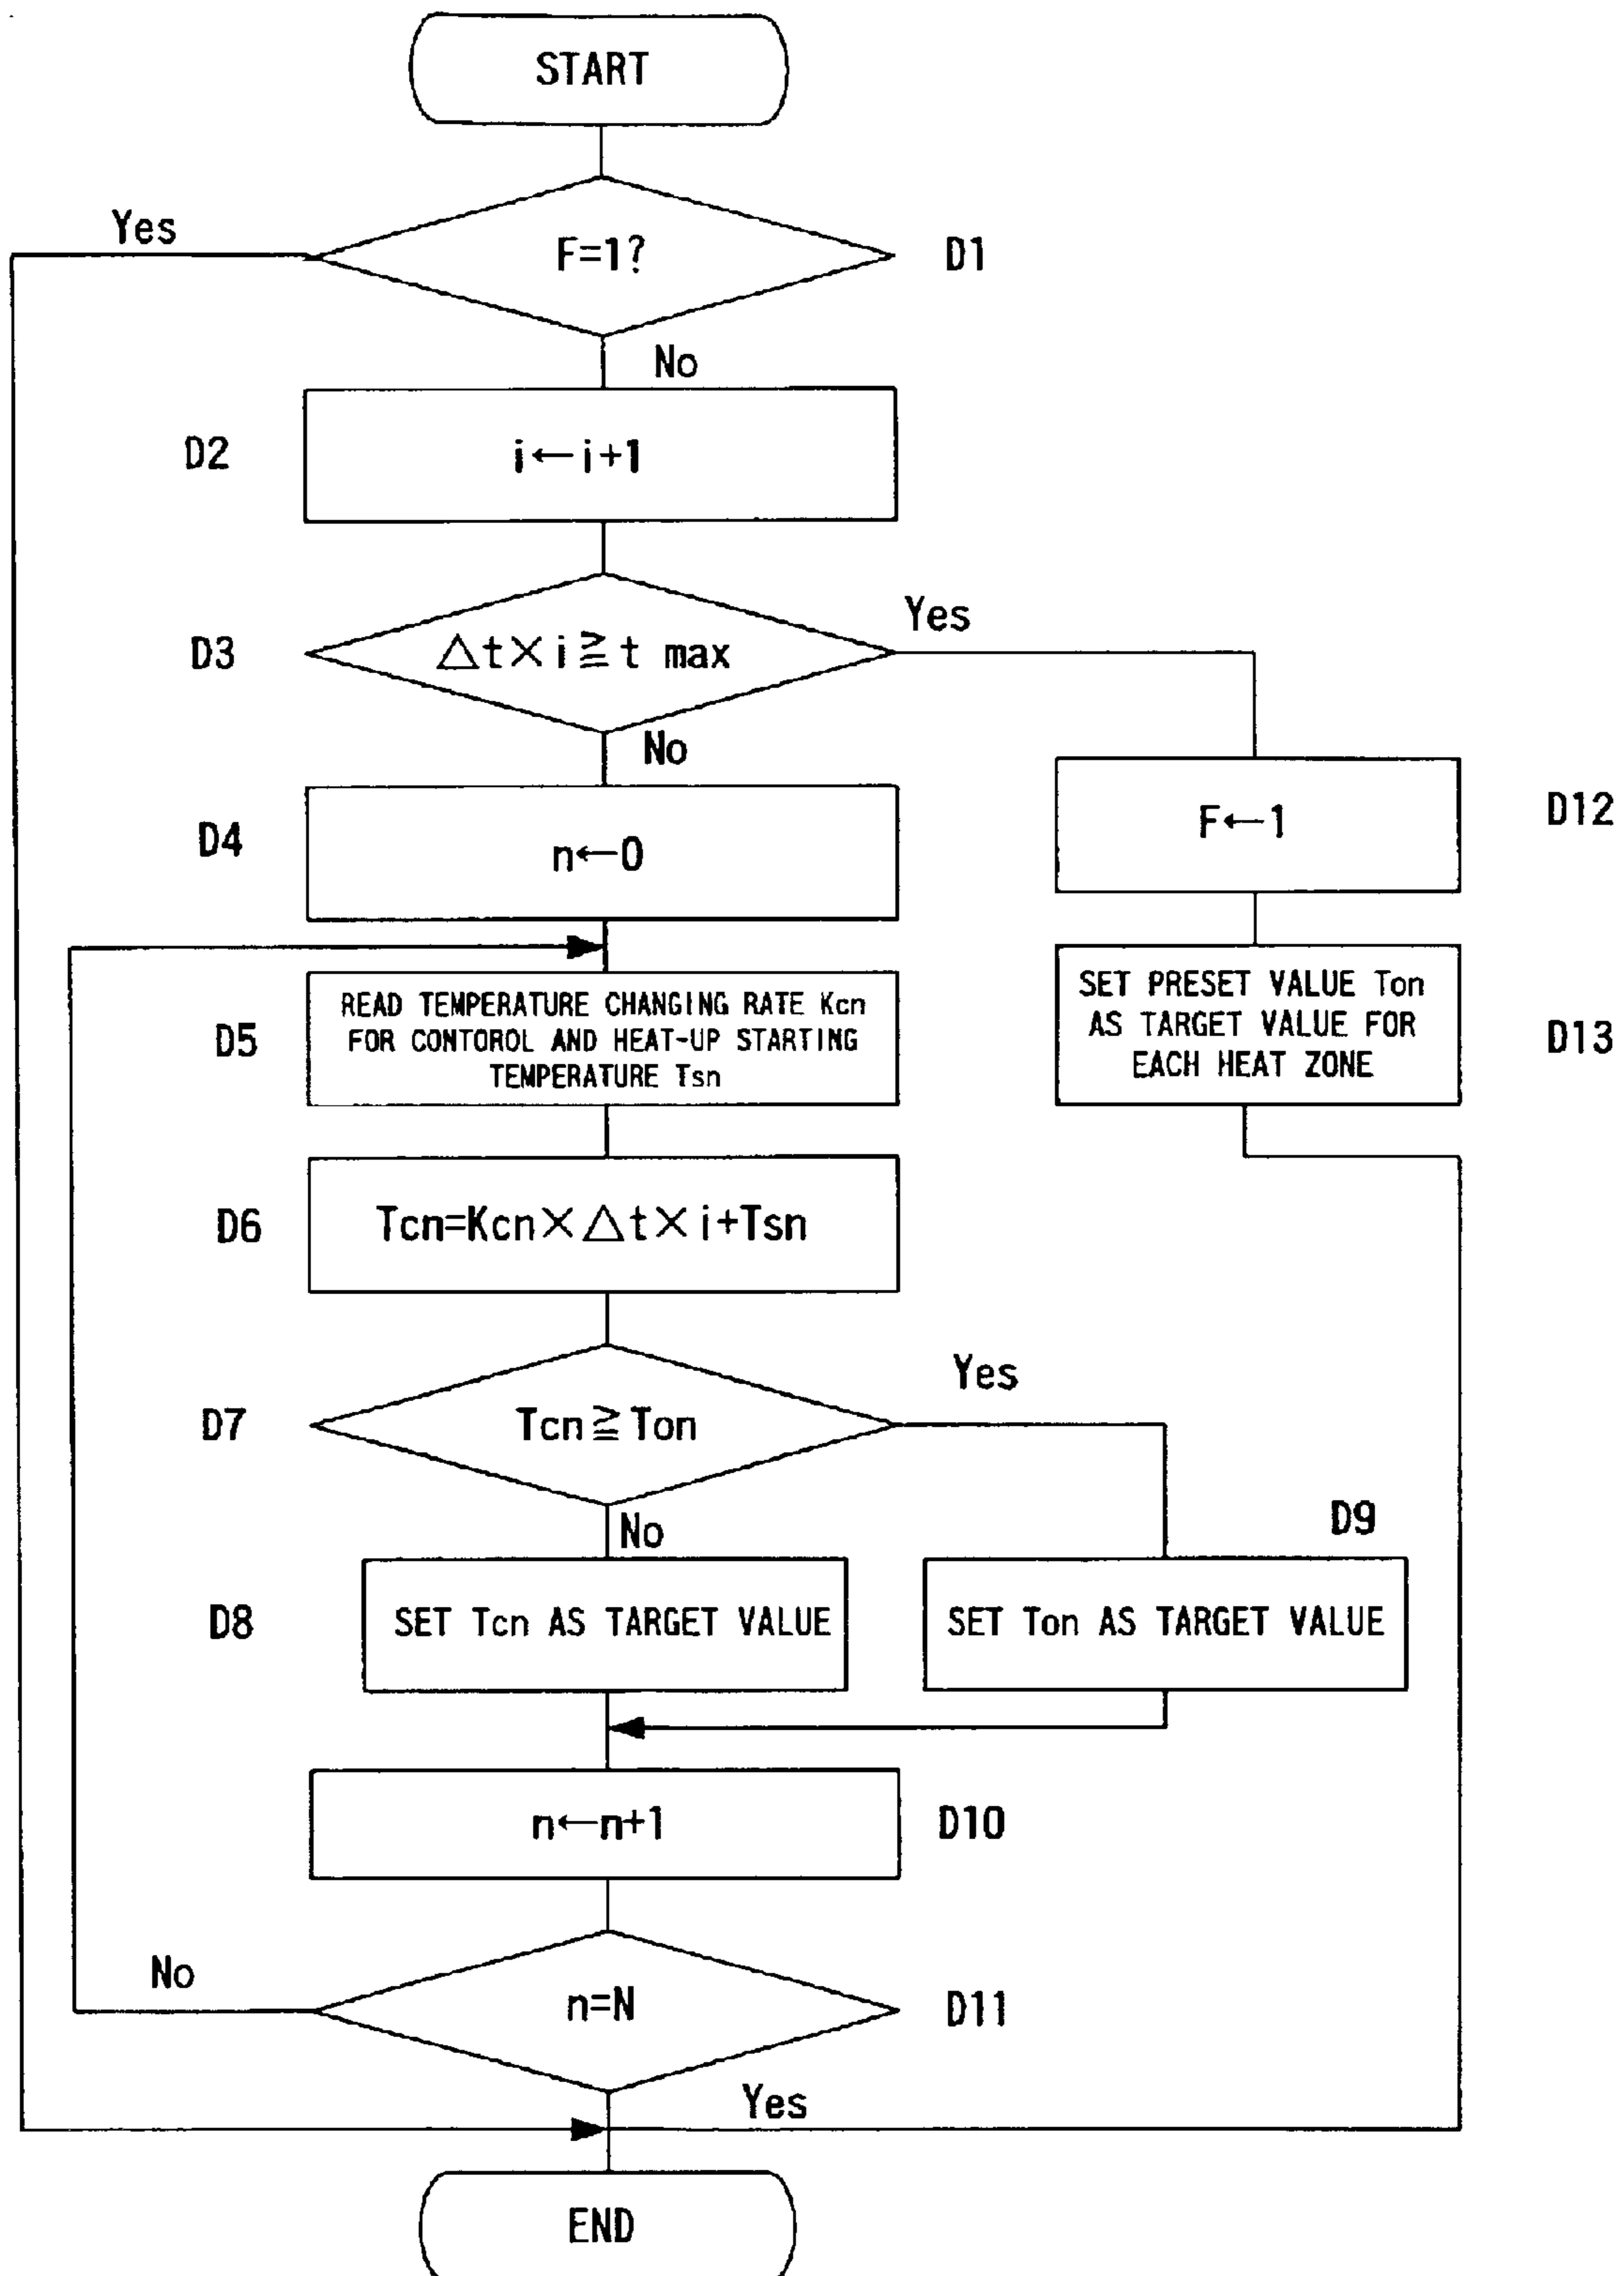 START
Yes
F=1?
D1
No
D2
i←i+1
D3
△t×i≧t max
Yes
No
D4
n←0
F←1
D12
D5
READ TEMPERATURE CHANGING RATE Kcn
FOR CONTOROL AND HEAT-UP STARTING
TEMPERATURE Tsn
SET PRESET VALUE Ton
AS TARGET VALUE FOR
EACH HEAT ZONE
D13
D6
Tcn=Kcn×△t×i+Tsn
D7
Tcn≧Ton
Yes
No
D9
D8
SET Tcn AS TARGET VALUE
SET Ton AS TARGET VALUE
n←n+1
D10
No
n=N
D11
Yes
END